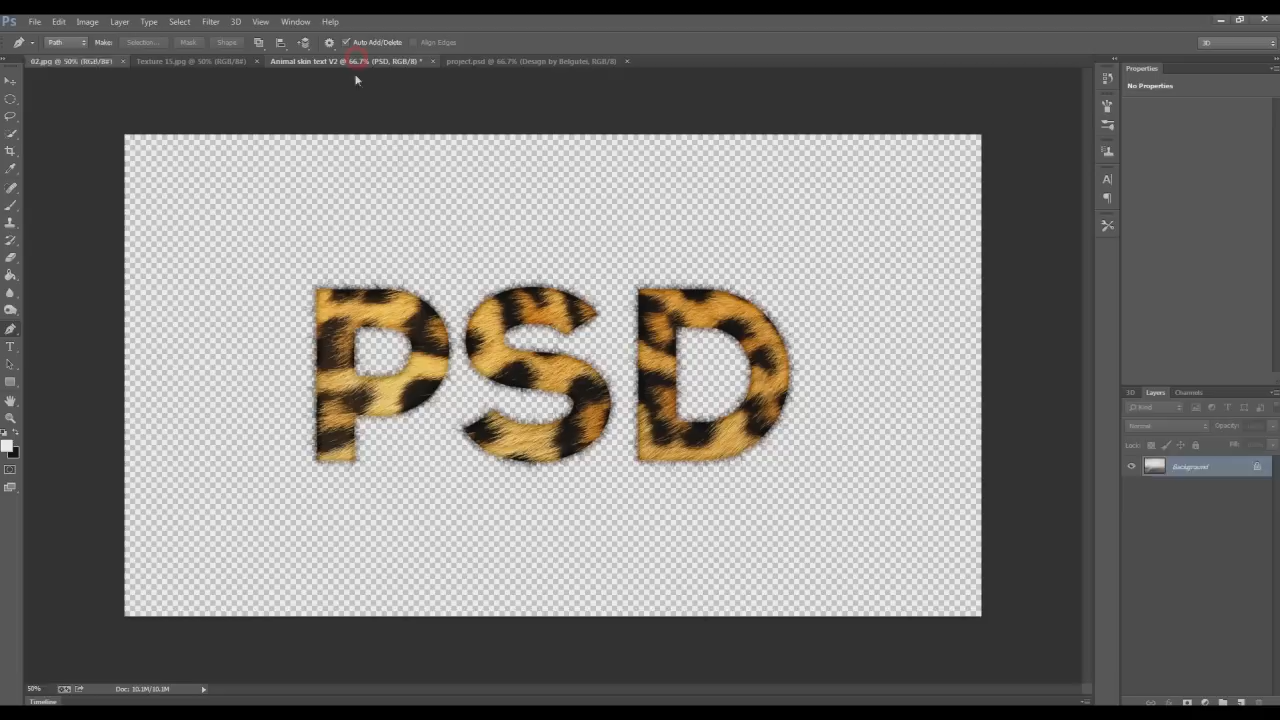 Ps File Edit Image Layer Type Select Filter 3D View Window Help
Path Make: Selection... Mask Shape Auto Add/Delete Align Edges 3D
02.jpg @ 50% (RGB/8#) × Texture 15.jpg @ 50% (RGB/8#) × Animal skin text V2 @ 66.7% (PSD, RGB/8) * × project.psd @ 66.7% (Design by Belgutes, RGB/8) ×
Properties
No Properties
PSD
3D Layers Channels
Kind
Normal Opacity:
Lock: Fill:
Background
50% Doc: 10.1M/10.1M
Timeline